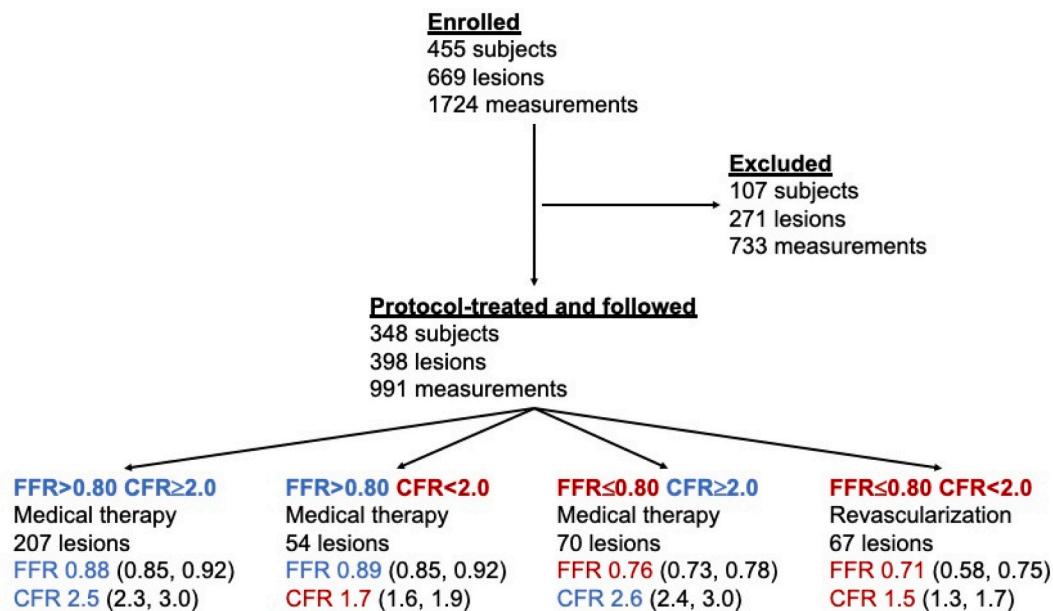 Enrolled
455 subjects
669 lesions
1724 measurements
Excluded
107 subjects
271 lesions
733 measurements
Protocol-treated and followed
348 subjects
398 lesions
991 measurements
FFR>0.80 CFR≥2.0
Medical therapy
207 lesions
FFR 0.88 (0.85, 0.92)
CFR 2.5 (2.3, 3.0)
FFR>0.80 CFR<2.0
Medical therapy
54 lesions
FFR 0.89 (0.85, 0.92)
CFR 1.7 (1.6, 1.9)
FFR≤0.80 CFR≥2.0
Medical therapy
70 lesions
FFR 0.76 (0.73, 0.78)
CFR 2.6 (2.4, 3.0)
FFR≤0.80 CFR<2.0
Revascularization
67 lesions
FFR 0.71 (0.58, 0.75)
CFR 1.5 (1.3, 1.7)